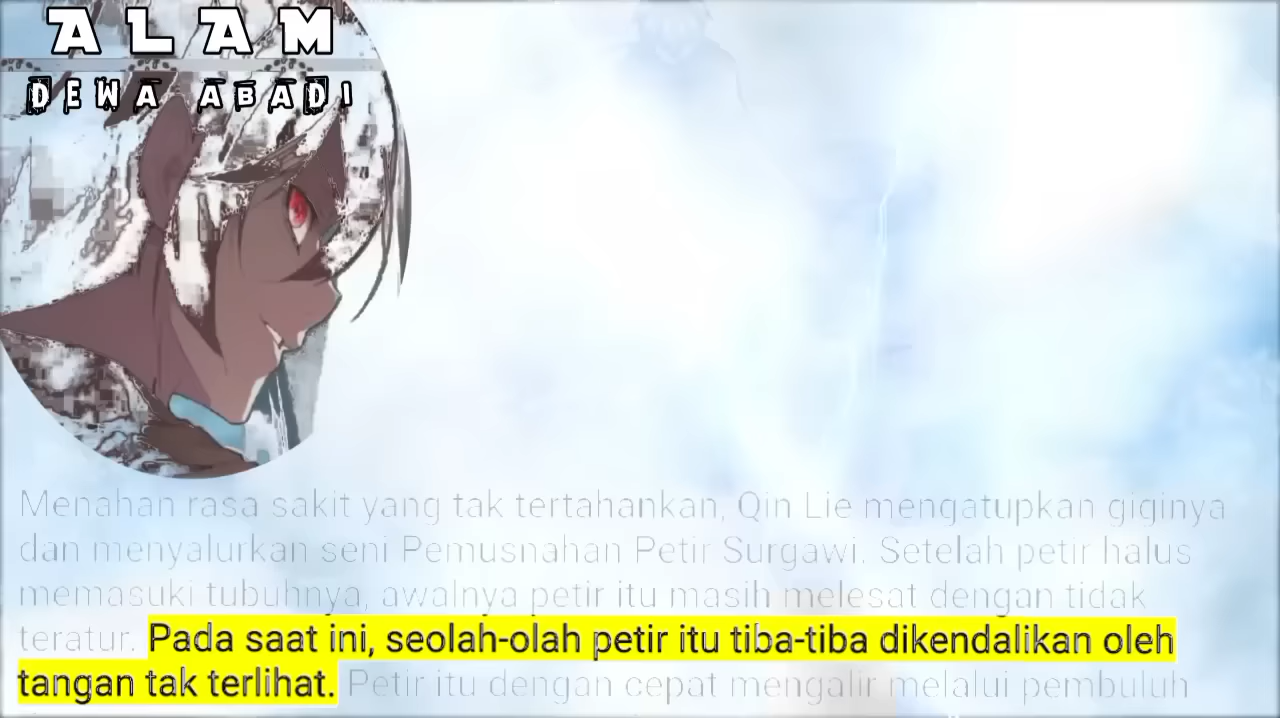 ALAM
DEWA ABADI
Menahan rasa sakit yang tak tertahankan, Qin Lie mengatupkan giginya
dan menyalurkan seni Pemusnahan Petir Surgawi. Setelah petir halus
memasuki tubuhnya, awalnya petir itu masih melesat dengan tidak
teratur. Pada saat ini, seolah-olah petir itu tiba-tiba dikendalikan oleh
tangan tak terlihat. Petir itu dengan cepat mengalir melalui pembuluh